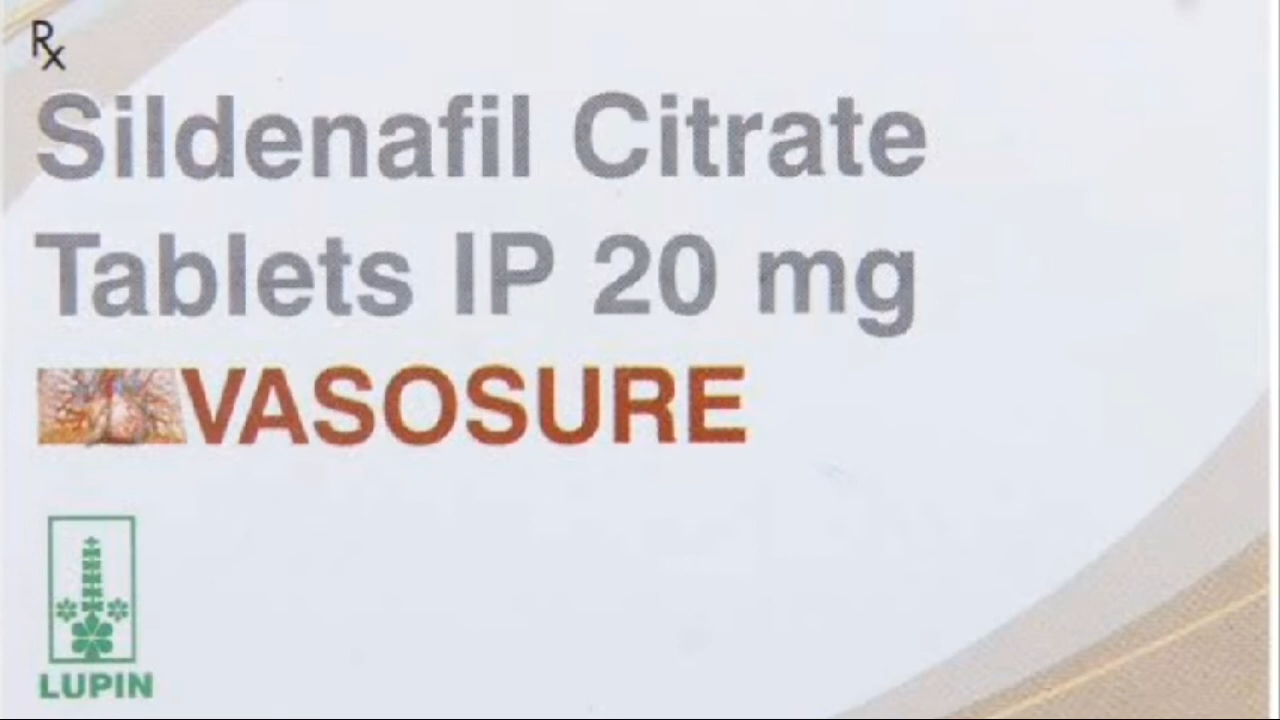 Rx
Sildenafil Citrate
Tablets IP 20 mg
VASOSURE
LUPIN